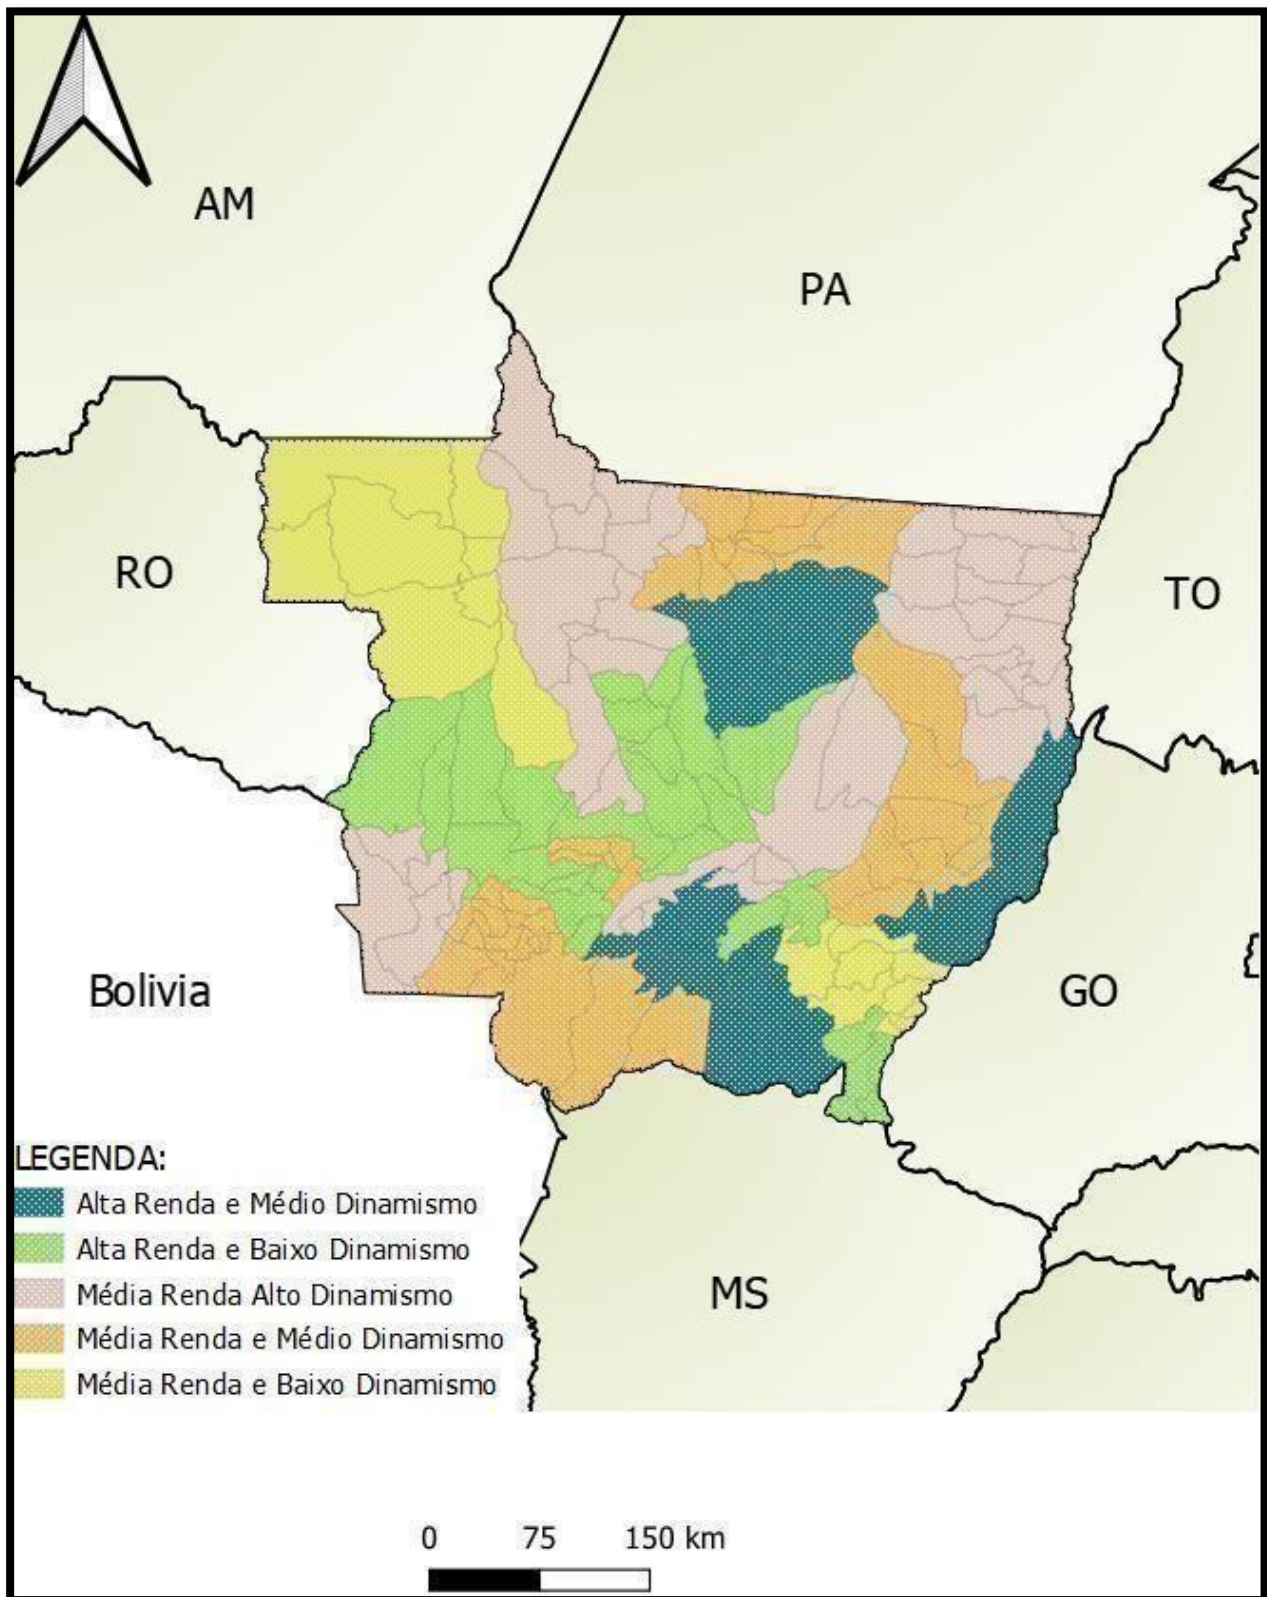 AM
PA
RO
TO
Bolivia
GO
LEGENDA:
Alta Renda e Médio Dinamismo
Alta Renda e Baixo Dinamismo
Média Renda Alto Dinamismo
MS
Média Renda e Médio Dinamismo
Média Renda e Baixo Dinamismo
0 75 150 km